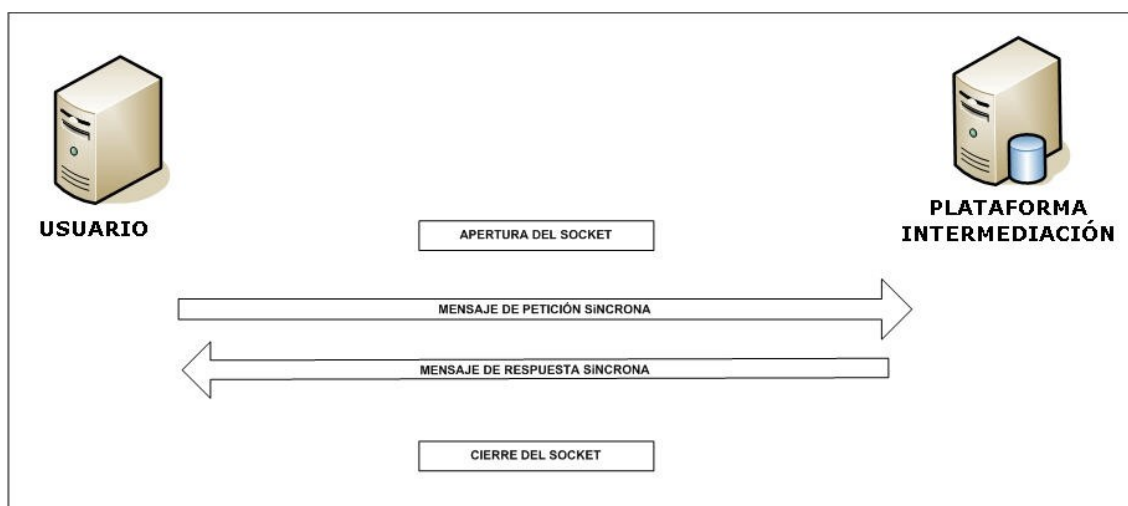 USUARIO
PLATAFORMA
INTERMEDIACIÓN
APERTURA DEL SOCKET
MENSAJE DE PETICIÓN SíNCRONA
MENSAJE DE RESPUESTA SíNCRONA
CIERRE DEL SOCKET